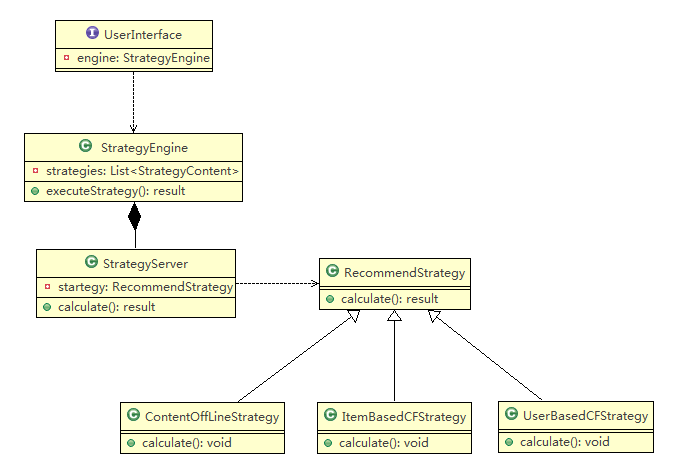 I UserInterface
engine: StrategyEngine
C StrategyEngine
strategies: List<StrategyContent>
executeStrategy(): result
C StrategyServer
startegy: RecommendStrategy
calculate(): result
C RecommendStrategy
calculate(): result
C ContentOffLineStrategy
calculate(): void
C ItemBasedCFStrategy
calculate(): void
C UserBasedCFStrategy
calculate(): void